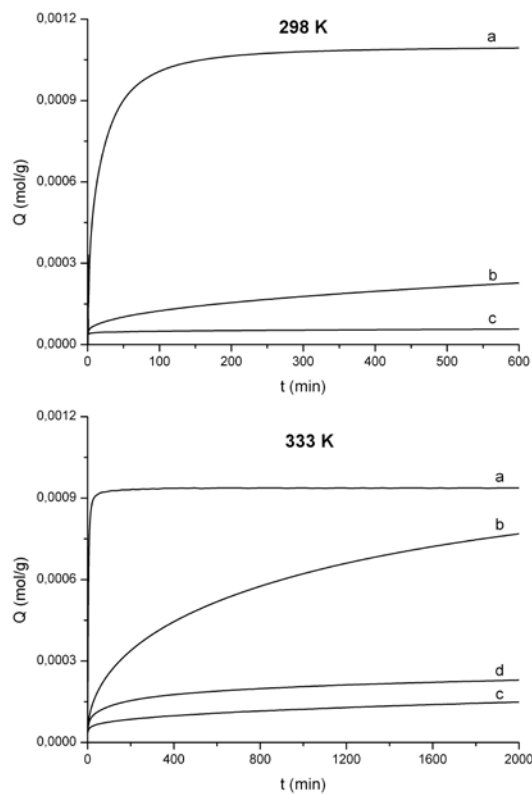 298 K
Q (mol/g)
0,0012
0,0009
0,0006
0,0003
0,0000
a
b
c
0 100 200 300 400 500 600
t (min)
333 K
Q (mol/g)
0,0012
0,0009
0,0006
0,0003
0,0000
a
b
d
c
0 400 800 1200 1600 2000
t (min)